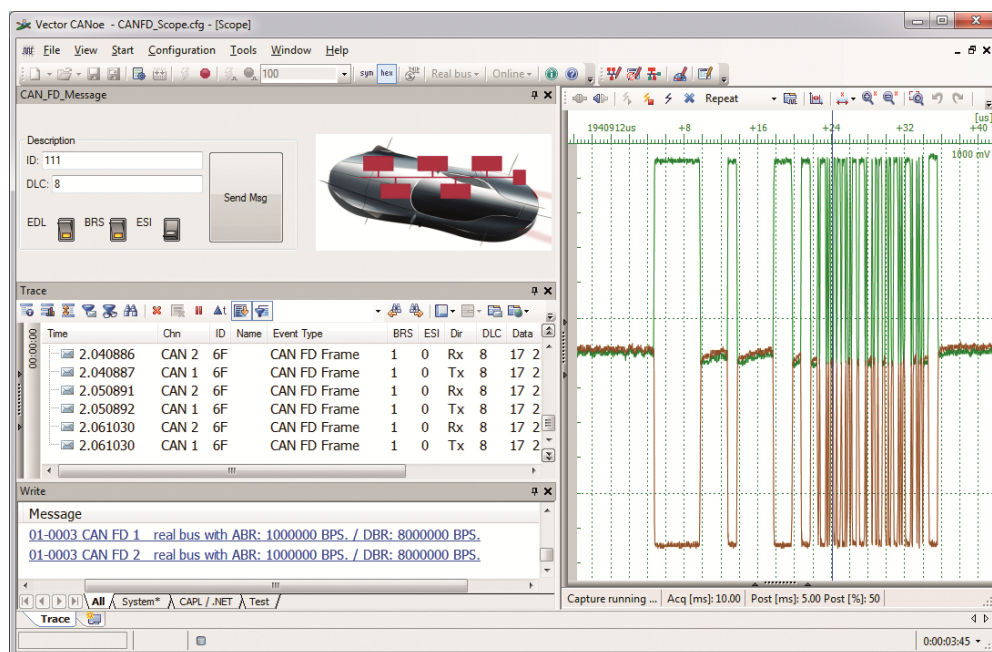 Vector CANoe - CANFD_Scope.cfg - [Scope]
File View Start Configuration Tools Window Help
100 sym hex Real bus Online
CAN_FD_Message
Description
ID: 111
DLC: 8
Send Msg
EDL BRS ESI
Trace
00:00:00
Time Chn ID Name Event Type BRS ESI Dir DLC Data
2.040886 CAN 2 6F CAN FD Frame 1 0 Rx 8 17 2
2.040887 CAN 1 6F CAN FD Frame 1 0 Tx 8 17 2
2.050891 CAN 2 6F CAN FD Frame 1 0 Rx 8 17 2
2.050892 CAN 1 6F CAN FD Frame 1 0 Tx 8 17 2
2.061030 CAN 2 6F CAN FD Frame 1 0 Rx 8 17 2
2.061030 CAN 1 6F CAN FD Frame 1 0 Tx 8 17 2
Write
Message
01-0003 CAN FD 1 real bus with ABR: 1000000 BPS. / DBR: 8000000 BPS.
01-0003 CAN FD 2 real bus with ABR: 1000000 BPS. / DBR: 8000000 BPS.
All System* CAPL / .NET Test
Repeat
[us]
1940912us +8 +16 +24 +32 +40
1000 mV
Capture running ... Acq [ms]: 10.00 Post [ms]: 5.00 Post [%]: 50
Trace
0:00:03:45